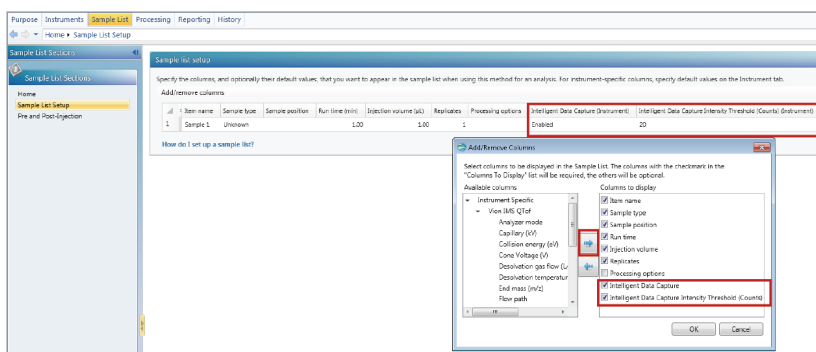 Purpose Instruments Sample List Processing Reporting History
Home Sample List Setup
Sample List Sections
Sample List Sections
Home
Sample List Setup
Pre and Post-Injection
Sample list setup
Specify the columns, and optionally their default values, that you want to appear in the sample list when using this method for an analysis. For instrument-specific columns, specify default values on the Instrument tab.
Add/remove columns
Item name Sample type Sample position Run time (min) Injection volume (µL) Replicates Processing options Intelligent Data Capture (Instrument) Intelligent Data Capture Intensity Threshold (Counts) (Instrument)
1 Sample 1 Unknown 1.00 1.00 1 Enabled 20
How do I set up a sample list?
Add/Remove Columns
Select columns to be displayed in the Sample List. The columns with the checkmark in the
"Columns To Display" list will be required, the others will be optional.
Available columns Columns to display
Instrument Specific
Vion IMS QTof
Analyzer mode
Capillary (kV)
Collision energy (eV)
Cone Voltage (V)
Desolvation gas flow (L/
Desolvation temperatur
End mass (m/z)
Flow path
Item name
Sample type
Sample position
Run time
Injection volume
Replicates
Processing options
Intelligent Data Capture
Intelligent Data Capture Intensity Threshold (Counts)
OK Cancel